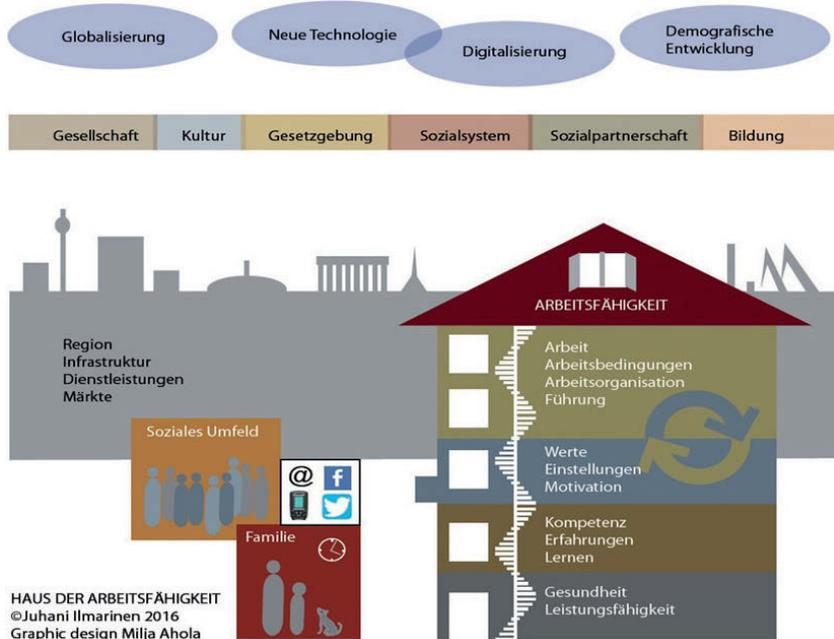 Globalisierung
Neue Technologie
Digitalisierung
Demografische
Entwicklung
Gesellschaft
Kultur
Gesetzgebung
Sozialsystem
Sozialpartnerschaft
Bildung
ARBEITSFÄHIGKEIT
Region
Infrastruktur
Dienstleistungen
Märkte
Arbeit
Arbeitsbedingungen
Arbeitsorganisation
Führung
Soziales Umfeld
@
f
Werte
Einstellungen
Motivation
Familie
Kompetenz
Erfahrungen
Lernen
Gesundheit
Leistungsfähigkeit
HAUS DER ARBEITSFÄHIGKEIT
©Juhani Ilmarinen 2016
Graphic design Milja Ahola